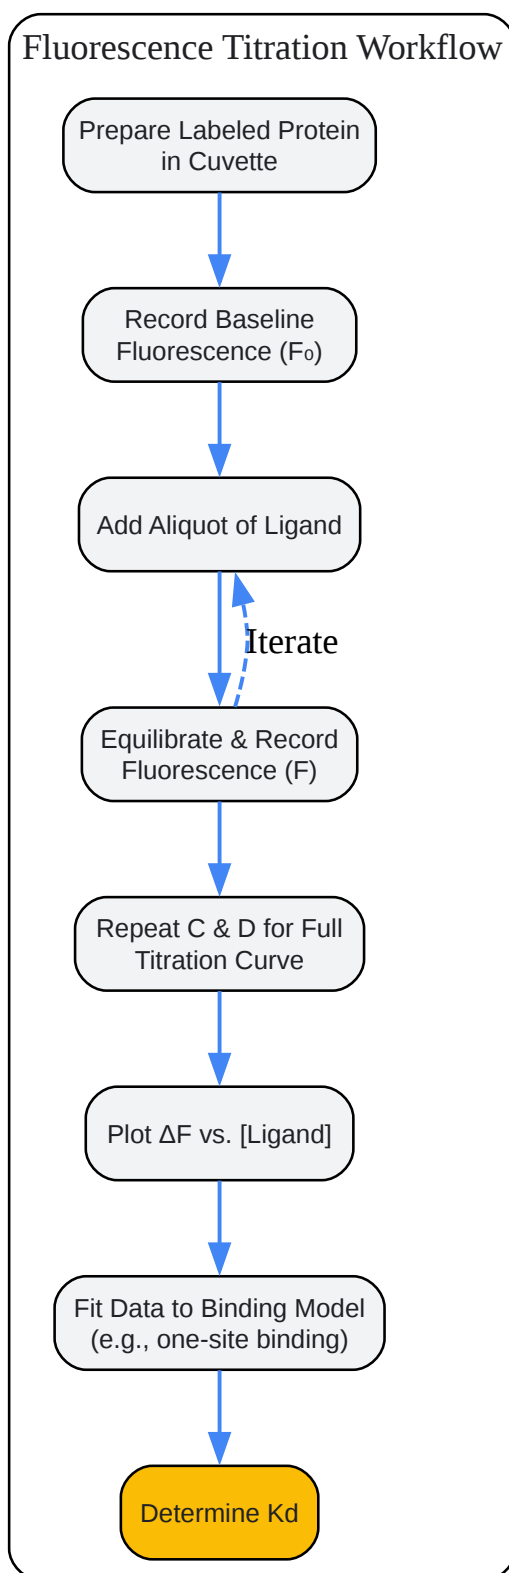 Fluorescence Titration Workflow
Prepare Labeled Protein
in Cuvette
Record Baseline
Fluorescence (F₀)
Add Aliquot of Ligand
Iterate
Equilibrate & Record
Fluorescence (F)
Repeat C & D for Full
Titration Curve
Plot ΔF vs. [Ligand]
Fit Data to Binding Model
(e.g., one-site binding)
Determine Kd